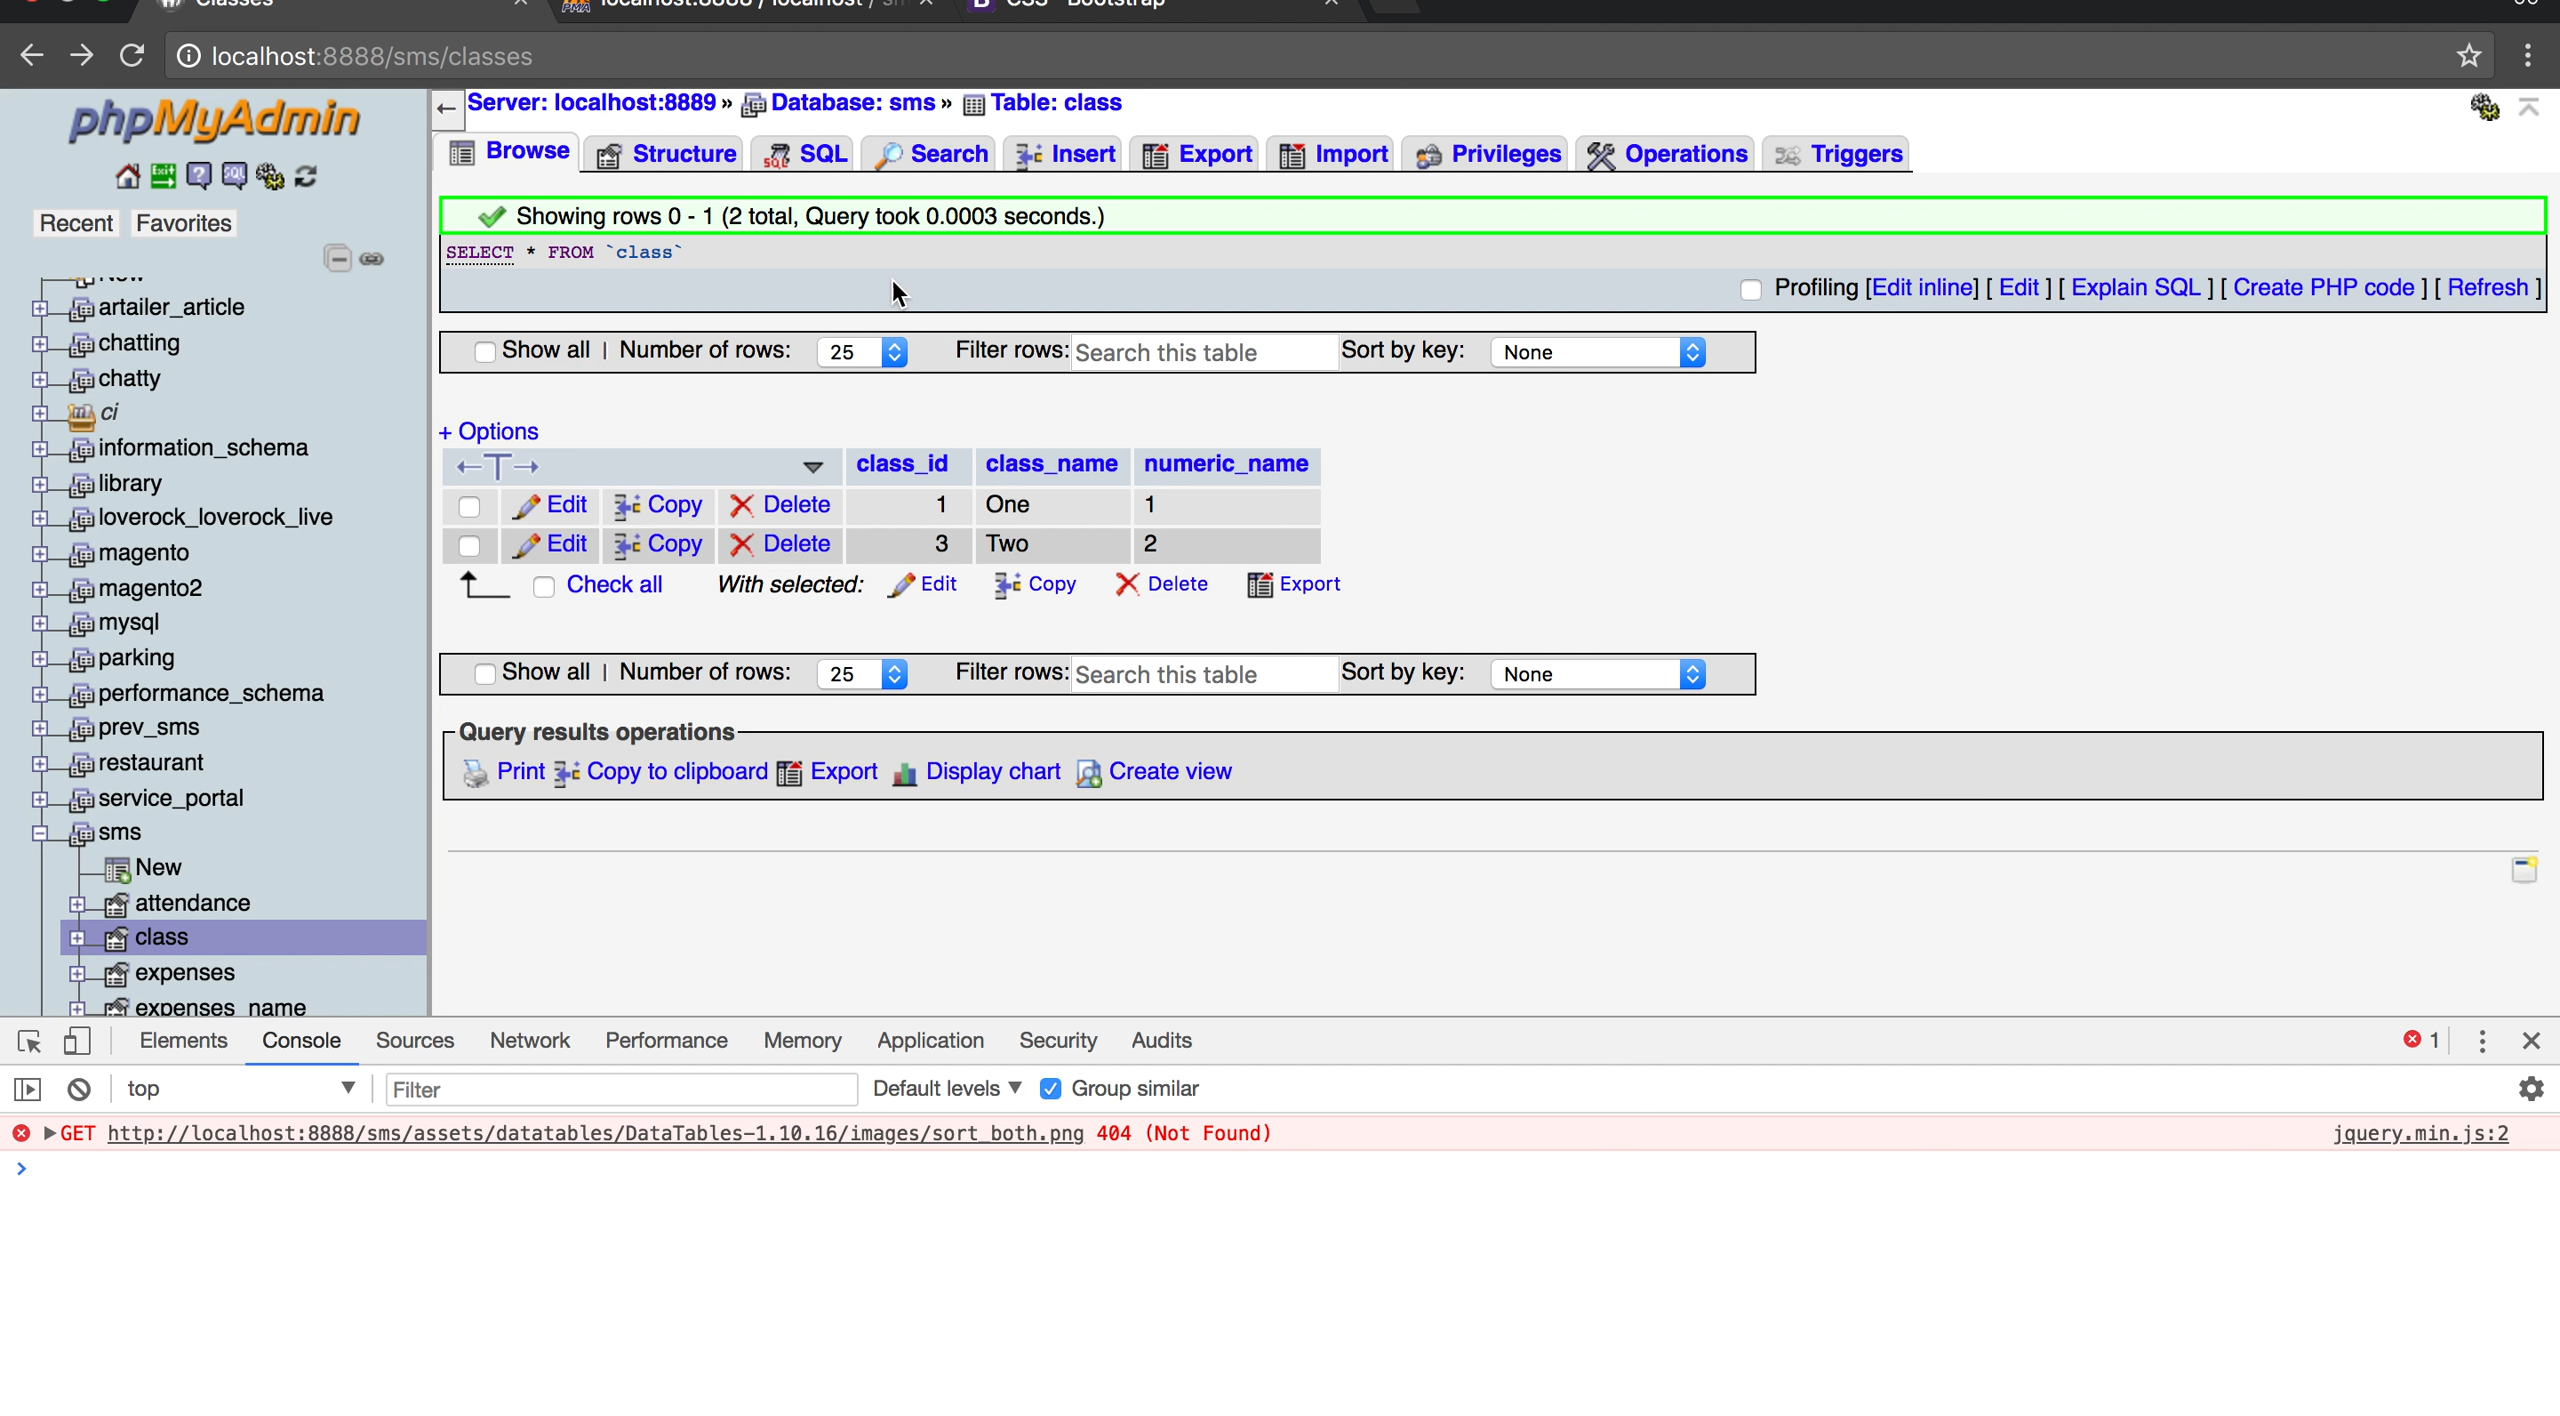 Classes
localhost:8888 / localhost / sm
CSS · Bootstrap
localhost:8888/sms/classes
phpMyAdmin
Recent Favorites
New
artailer_article
chatting
chatty
ci
information_schema
library
loverock_loverock_live
magento
magento2
mysql
parking
performance_schema
prev_sms
restaurant
service_portal
sms
New
attendance
class
expenses
expenses_name
Server: localhost:8889 » Database: sms » Table: class
Browse Structure SQL Search Insert Export Import Privileges Operations Triggers
Showing rows 0 - 1 (2 total, Query took 0.0003 seconds.)
SELECT * FROM `class`
Profiling [Edit inline] [ Edit ] [ Explain SQL ] [ Create PHP code ] [ Refresh ]
Show all | Number of rows: 25 Filter rows: Search this table Sort by key: None
+ Options
←T→ class_id class_name numeric_name
Edit Copy Delete 1 One 1
Edit Copy Delete 3 Two 2
Check all With selected: Edit Copy Delete Export
Show all | Number of rows: 25 Filter rows: Search this table Sort by key: None
Query results operations
Print Copy to clipboard Export Display chart Create view
Elements Console Sources Network Performance Memory Application Security Audits 1
top Filter Default levels Group similar
GET http://localhost:8888/sms/assets/datatables/DataTables-1.10.16/images/sort_both.png 404 (Not Found) jquery.min.js:2